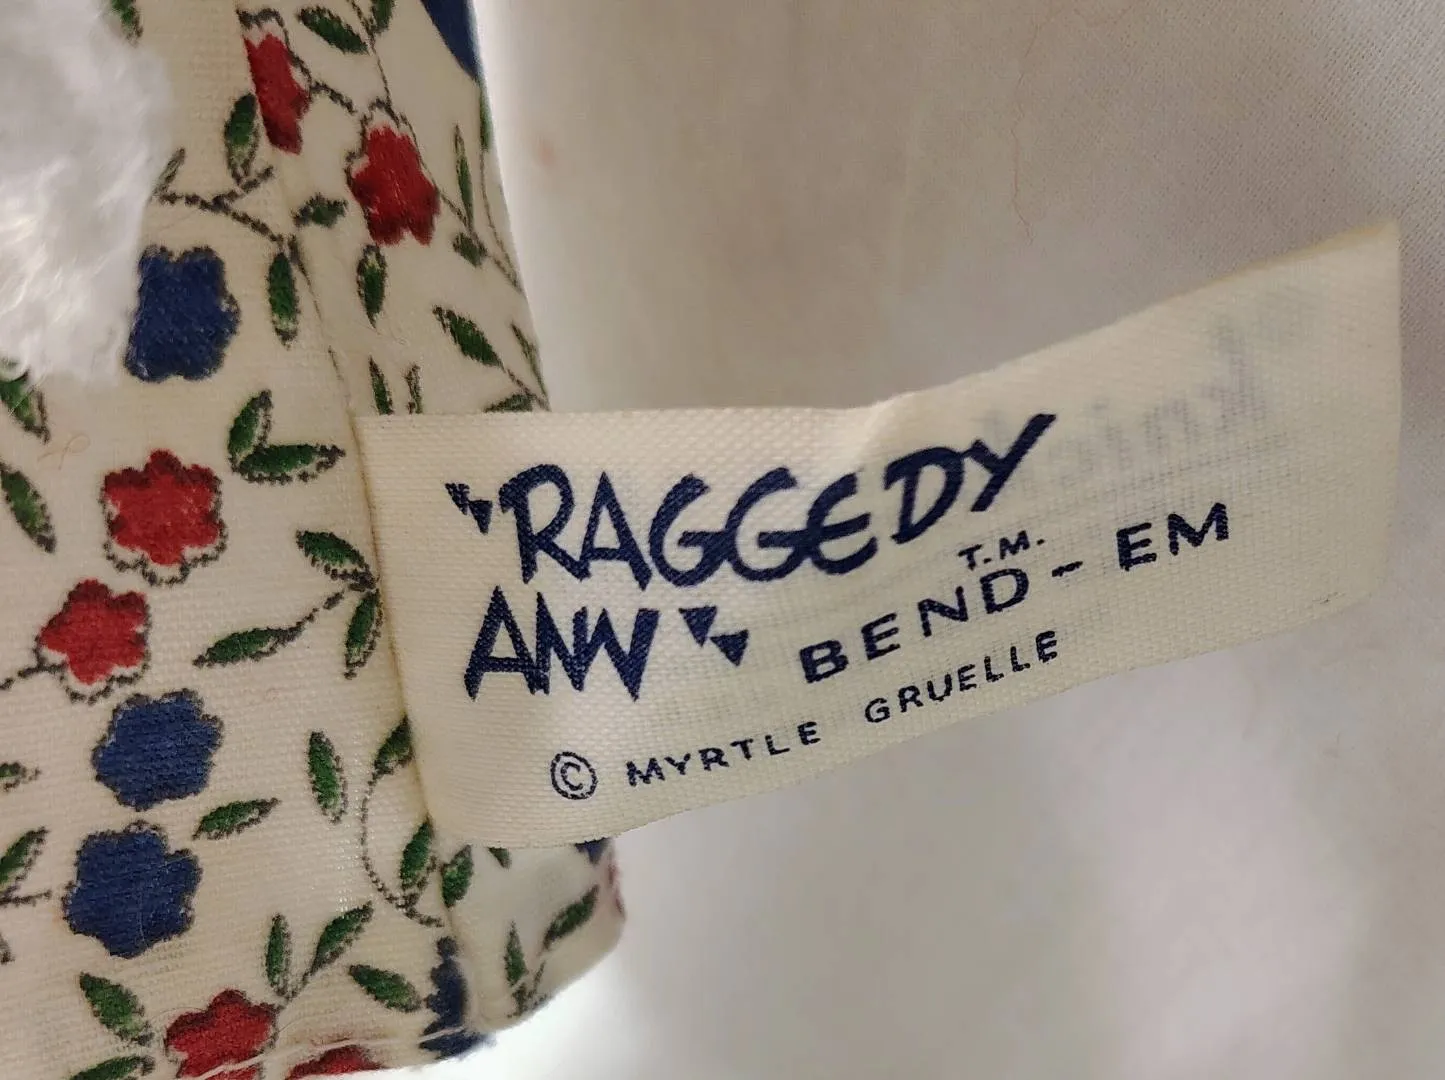 "RAGGEDY
ANN" BEND-EM
T.M.
© MYRTLE GRUELLE